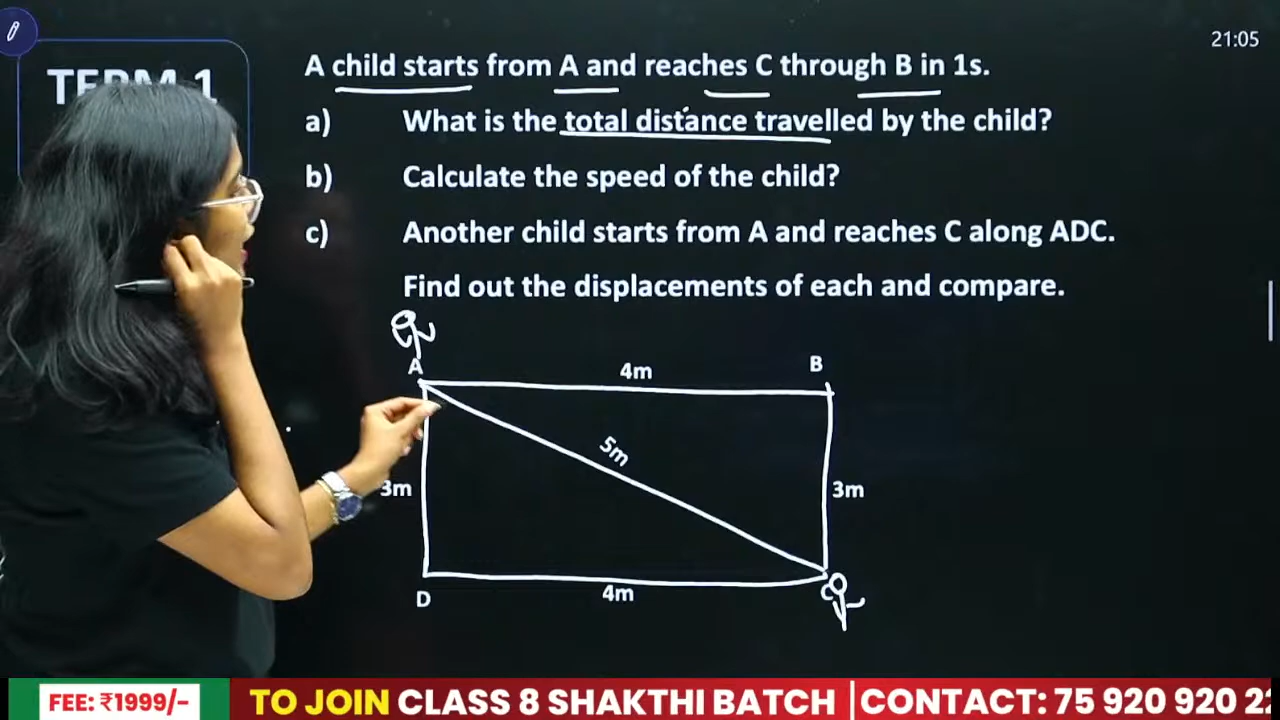 21:05
TERM 1
A child starts from A and reaches C through B in 1s.
a) What is the total distance travelled by the child?
b) Calculate the speed of the child?
c) Another child starts from A and reaches C along ADC.
Find out the displacements of each and compare.
A
4m
B
5m
3m
3m
D
4m
C
FEE: ₹1999/-
TO JOIN CLASS 8 SHAKTHI BATCH | CONTACT: 75 920 920 22